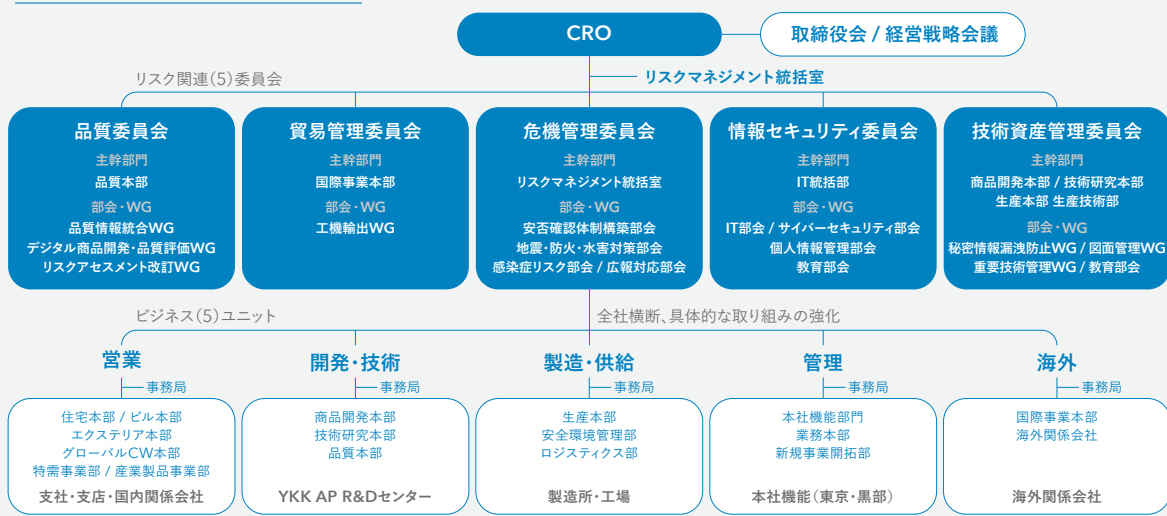 CRO
取締役会 / 経営戦略会議
リスク関連(5)委員会
リスクマネジメント統括室
品質委員会
主幹部門
品質本部
部会・WG
品質情報統合WG
デジタル商品開発・品質評価WG
リスクアセスメント改訂WG
貿易管理委員会
主幹部門
国際事業本部
部会・WG
工機輸出WG
危機管理委員会
主幹部門
リスクマネジメント統括室
部会・WG
安否確認体制構築部会
地震・防火・水害対策部会
感染症リスク部会 / 広報対応部会
情報セキュリティ委員会
主幹部門
IT統括部
部会・WG
IT部会 / サイバーセキュリティ部会
個人情報管理部会
教育部会
技術資産管理委員会
主幹部門
商品開発本部 / 技術研究本部
生産本部 生産技術部
部会・WG
秘密情報漏洩防止WG / 図面管理WG
重要技術管理WG / 教育部会
ビジネス(5)ユニット
全社横断、具体的な取り組みの強化
営業
事務局
住宅本部 / ビル本部
エクステリア本部
グローバルCW本部
特需事業部 / 産業製品事業部
支社・支店・国内関係会社
開発・技術
事務局
商品開発本部
技術研究本部
品質本部
YKK AP R&Dセンター
製造・供給
事務局
生産本部
安全環境管理部
ロジスティクス部
製造所・工場
管理
事務局
本社機能部門
業務本部
新規事業開拓部
本社機能(東京・黒部)
海外
事務局
国際事業本部
海外関係会社
海外関係会社